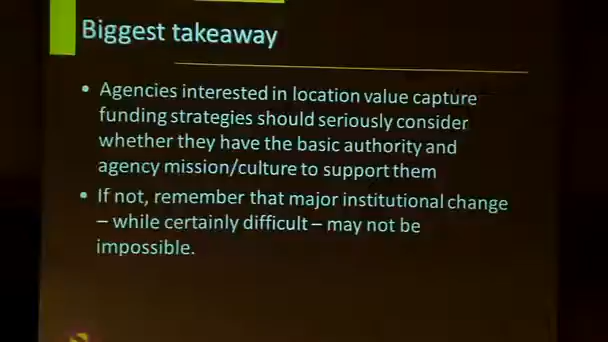 Biggest takeaway
• Agencies interested in location value capture
funding strategies should seriously consider
whether they have the basic authority and
agency mission/culture to support them
• If not, remember that major institutional change
– while certainly difficult – may not be
impossible.